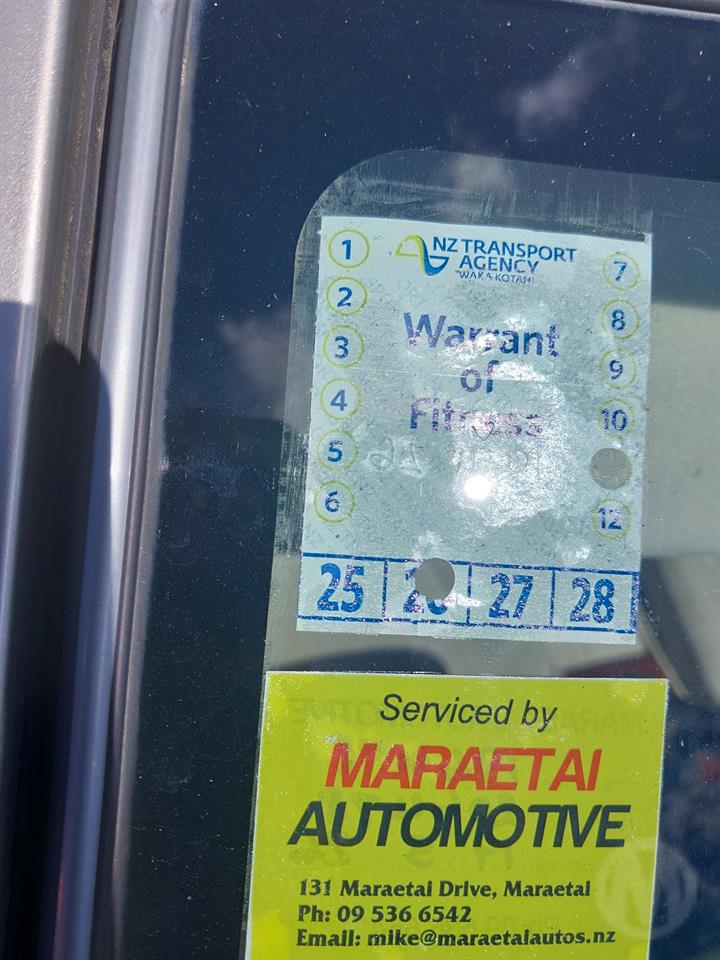 NZ TRANSPORT
AGENCY
WAKA KOTAHI
1
2
3
4
5
6
Warrant
of
Fitness
7
8
9
10
12
25 26 27 28
Serviced by
MARAETAI
AUTOMOTIVE
131 Maraetai Drive, Maraetai
Ph: 09 536 6542
Email: mike@maraetaiautos.nz